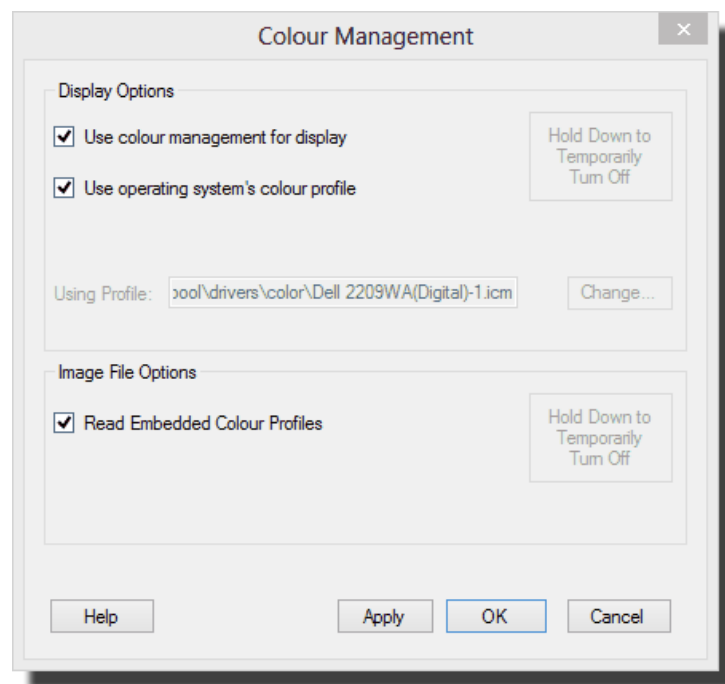 Colour Management
Display Options
Use colour management for display
Hold Down to
Temporarily
Turn Off
Use operating system's colour profile
Using Profile:
ool\drivers\color\Dell 2209WA(Digital)-1.icm
Change...
Image File Options
Read Embedded Colour Profiles
Hold Down to
Temporarily
Turn Off
Help
Apply
OK
Cancel